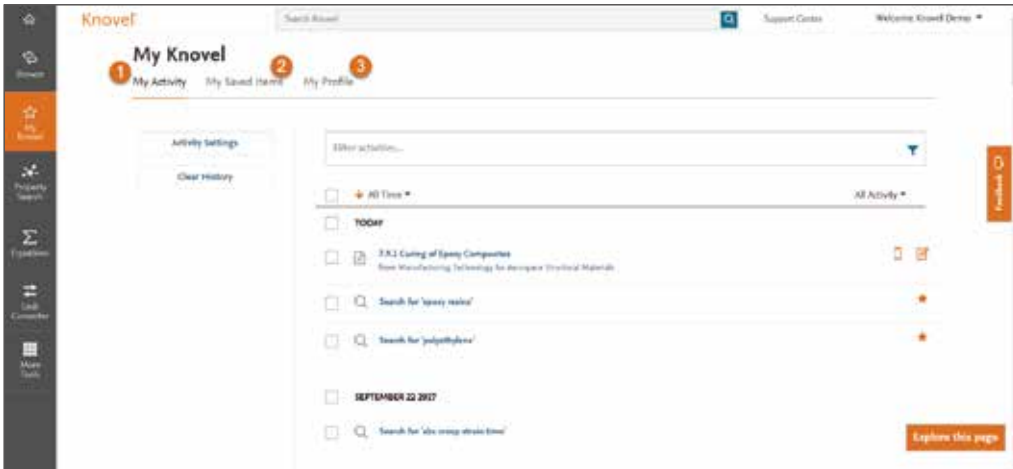 Knovel
Search Knovel
Support Center
Welcome Knovel Demo
My Knovel
1
2
3
My Activity
My Saved Items
My Profile
Browse
My Knovel
Property Search
Equations
Unit Converter
More Tools
Activity Settings
Clear History
Filter activities...
All Time
All Activity
TODAY
7.9.2 Curing of Epoxy Composites
From Manufacturing Technology for Aerospace Structural Materials
Search for 'epoxy resins'
Search for 'polyethylene'
SEPTEMBER 22 2017
Search for 'abs creep strain time'
Feedback
Explore this page